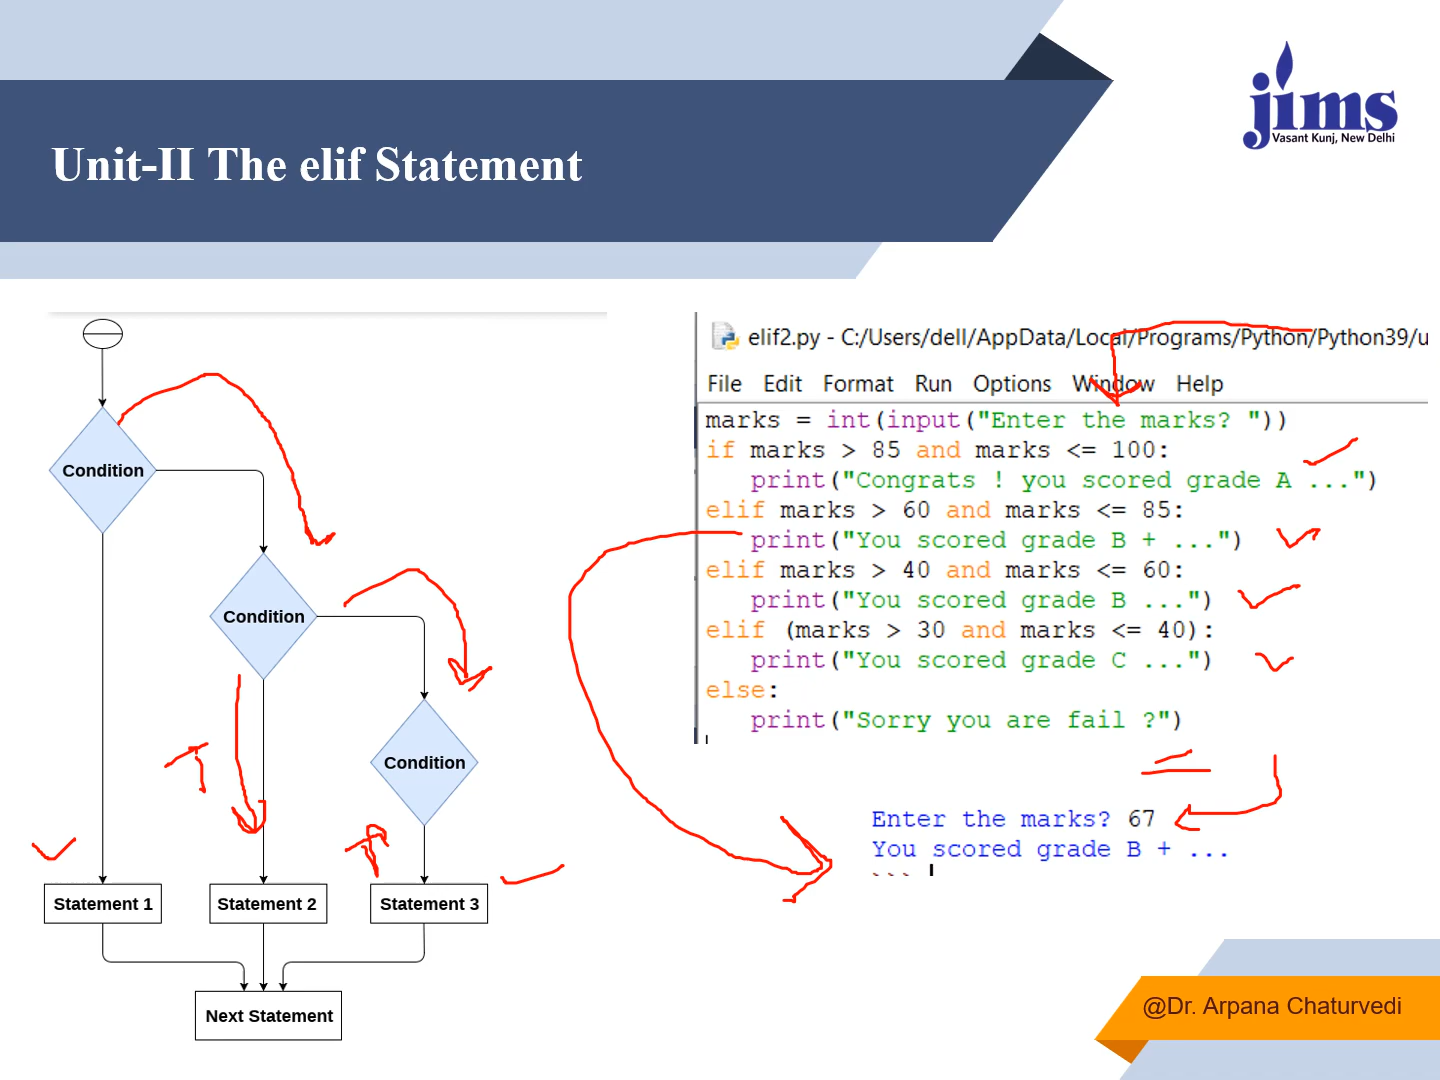 jims
Vasant Kunj, New Delhi
Unit-II The elif Statement
elif2.py - C:/Users/dell/AppData/Local/Programs/Python/Python39/u
File Edit Format Run Options Window Help
marks = int(input("Enter the marks? "))
if marks > 85 and marks <= 100:
   print("Congrats ! you scored grade A ...")
elif marks > 60 and marks <= 85:
   print("You scored grade B + ...")
elif marks > 40 and marks <= 60:
   print("You scored grade B ...")
elif (marks > 30 and marks <= 40):
   print("You scored grade C ...")
else:
   print("Sorry you are fail ?")
Condition
Condition
Condition
T
Enter the marks? 67
You scored grade B + ...
Statement 1
Statement 2
Statement 3
Next Statement
@Dr. Arpana Chaturvedi